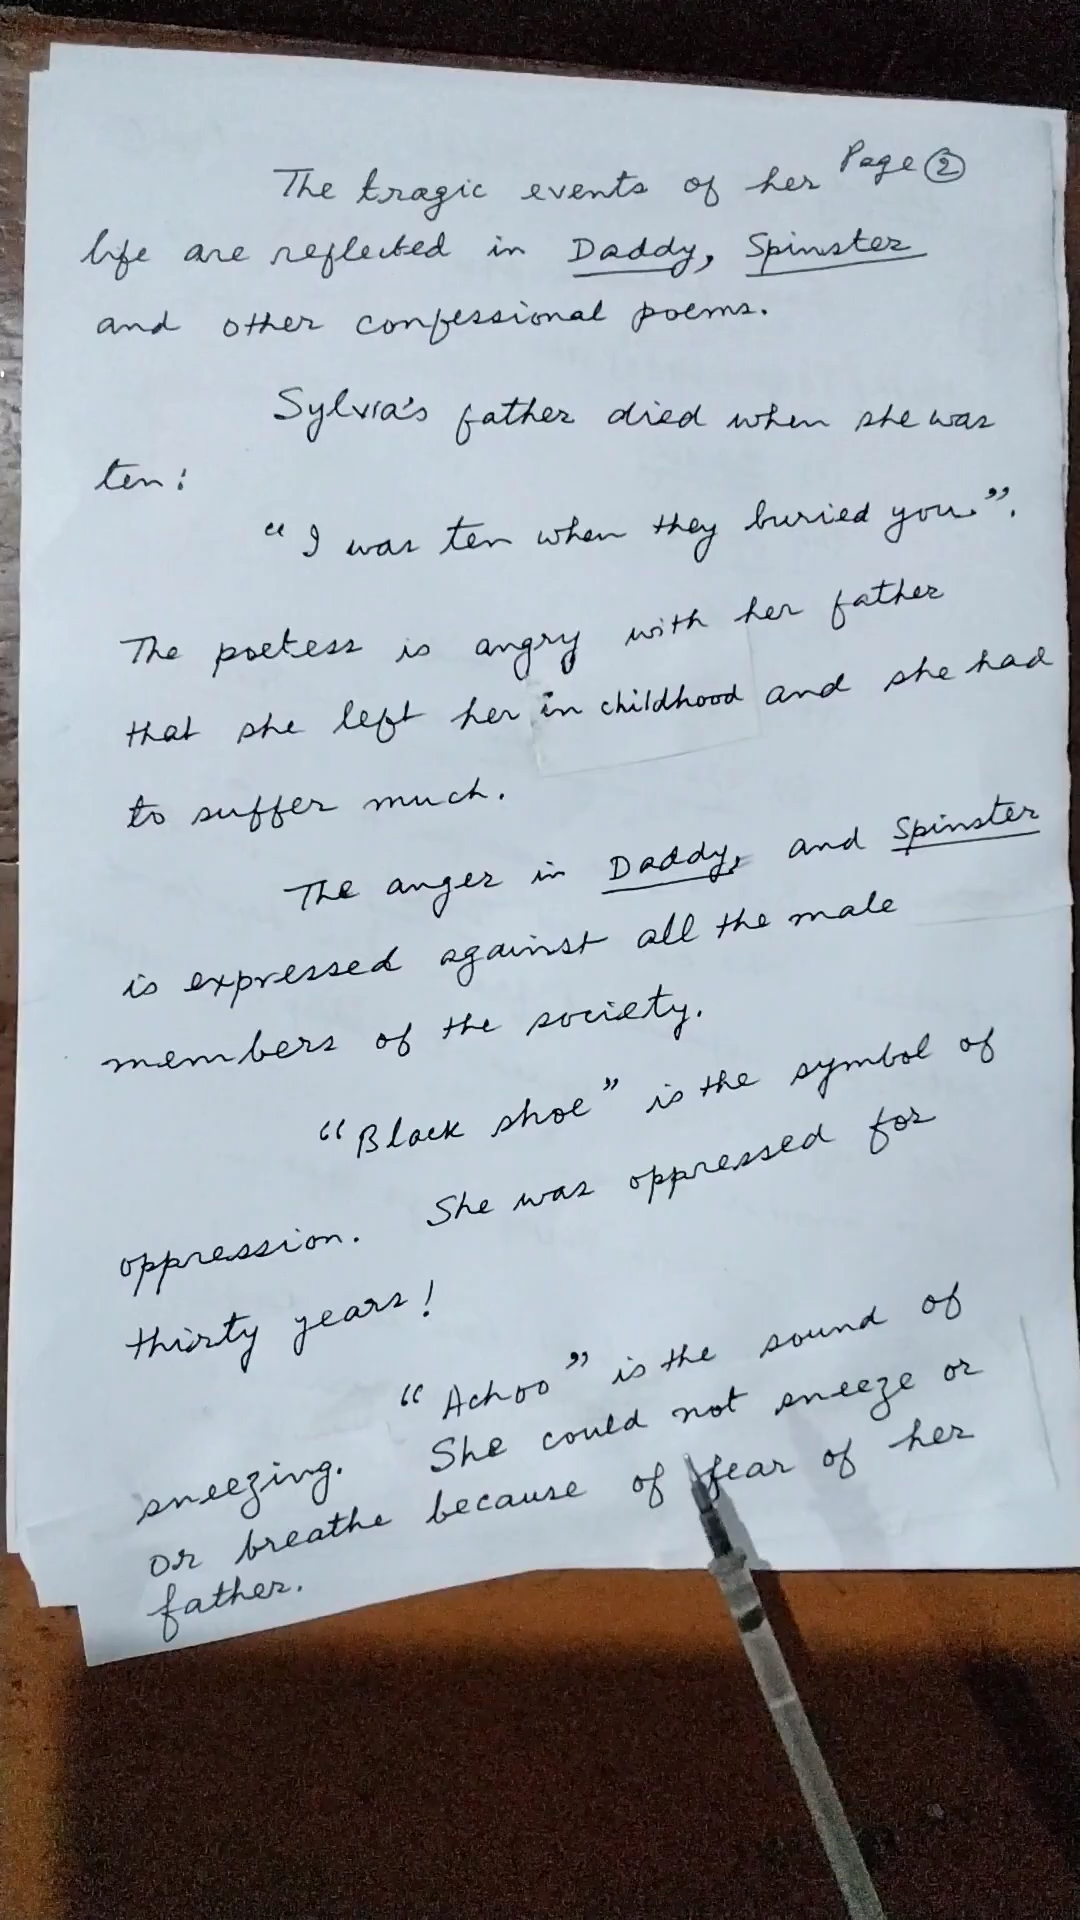 Page 2
The tragic events of her
life are reflected in Daddy, Spinster
and other confessional poems.
Sylvia's father died when she was
ten:
"I was ten when they buried you.".
The poetess is angry with her father
that she left her in childhood and she had
to suffer much.
The anger in Daddy, and Spinster
is expressed against all the male
members of the society.
"Black shoe" is the symbol of
oppression. She was oppressed for
thirty years!
"Achoo" is the sound of
sneezing. She could not sneeze or
or breathe because of fear of her
father.